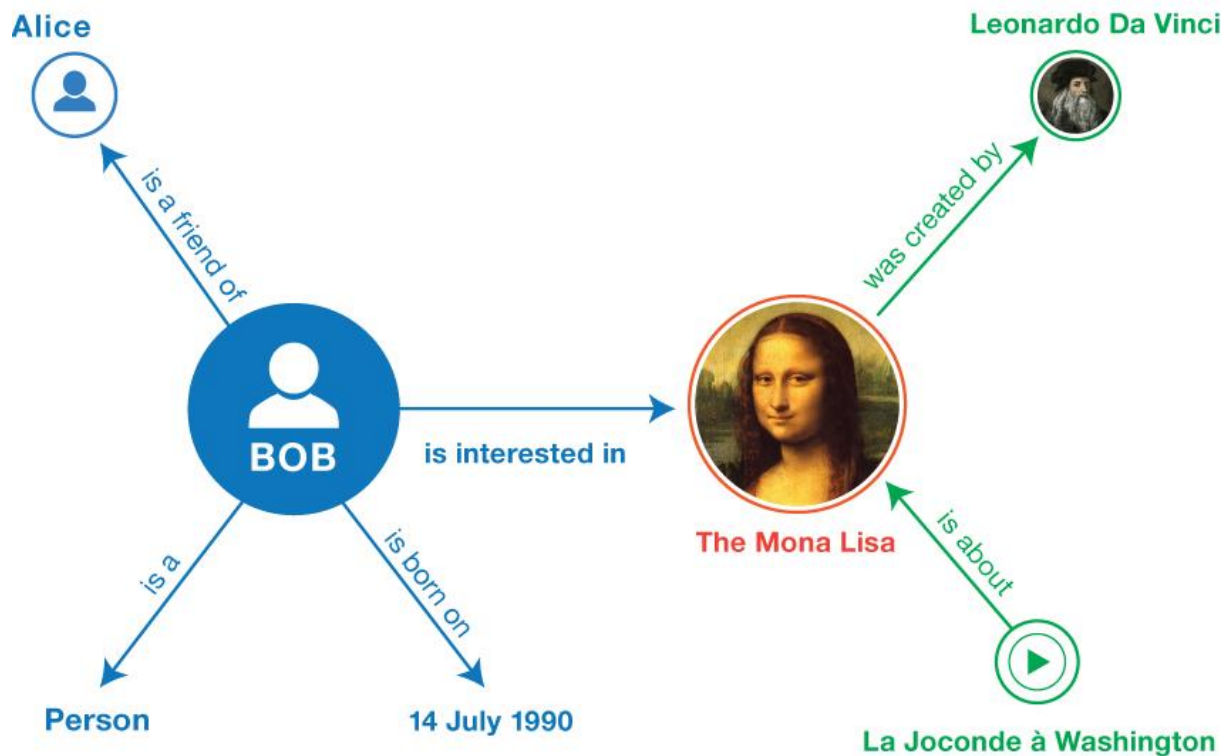 Alice
Leonardo Da Vinci
is a friend of
was created by
BOB
is interested in
The Mona Lisa
is a
is born on
is about
Person
14 July 1990
La Joconde à Washington